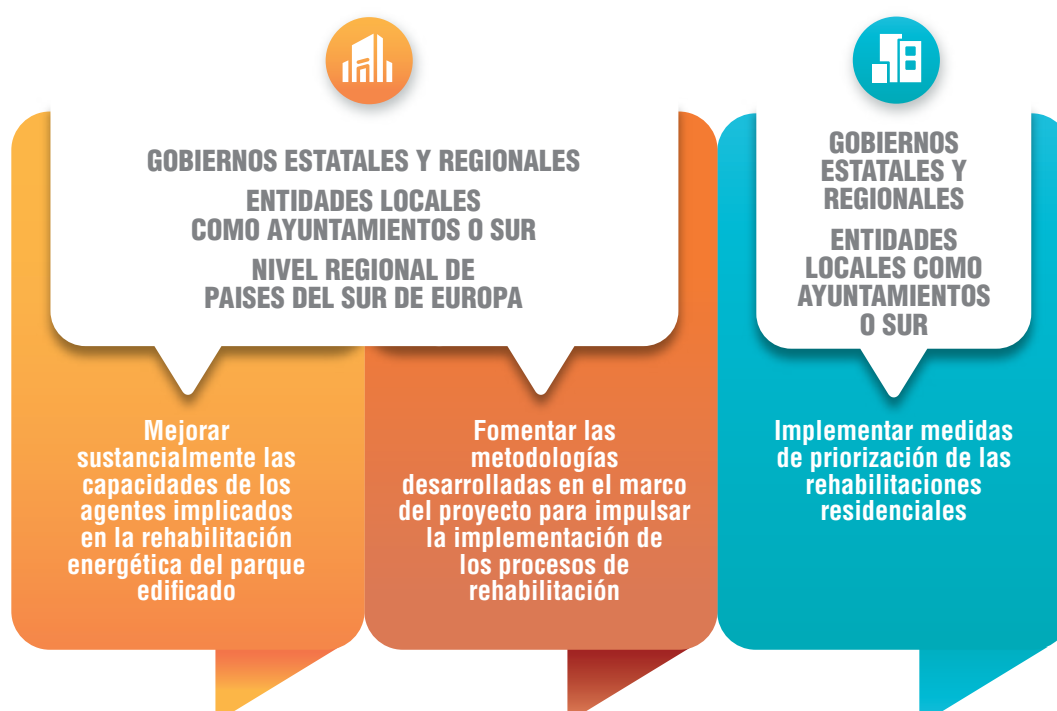 GOBIERNOS ESTATALES Y REGIONALES
ENTIDADES LOCALES
COMO AYUNTAMIENTOS O SUR
NIVEL REGIONAL DE
PAISES DEL SUR DE EUROPA
Mejorar
sustancialmente las
capacidades de los
agentes implicados
en la rehabilitación
energética del parque
edificado
Fomentar las
metodologías
desarrolladas en el marco
del proyecto para impulsar
la implementación de
los procesos de
rehabilitación
GOBIERNOS
ESTATALES Y
REGIONALES
ENTIDADES
LOCALES COMO
AYUNTAMIENTOS
O SUR
Implementar medidas
de priorización de las
rehabilitaciones
residenciales